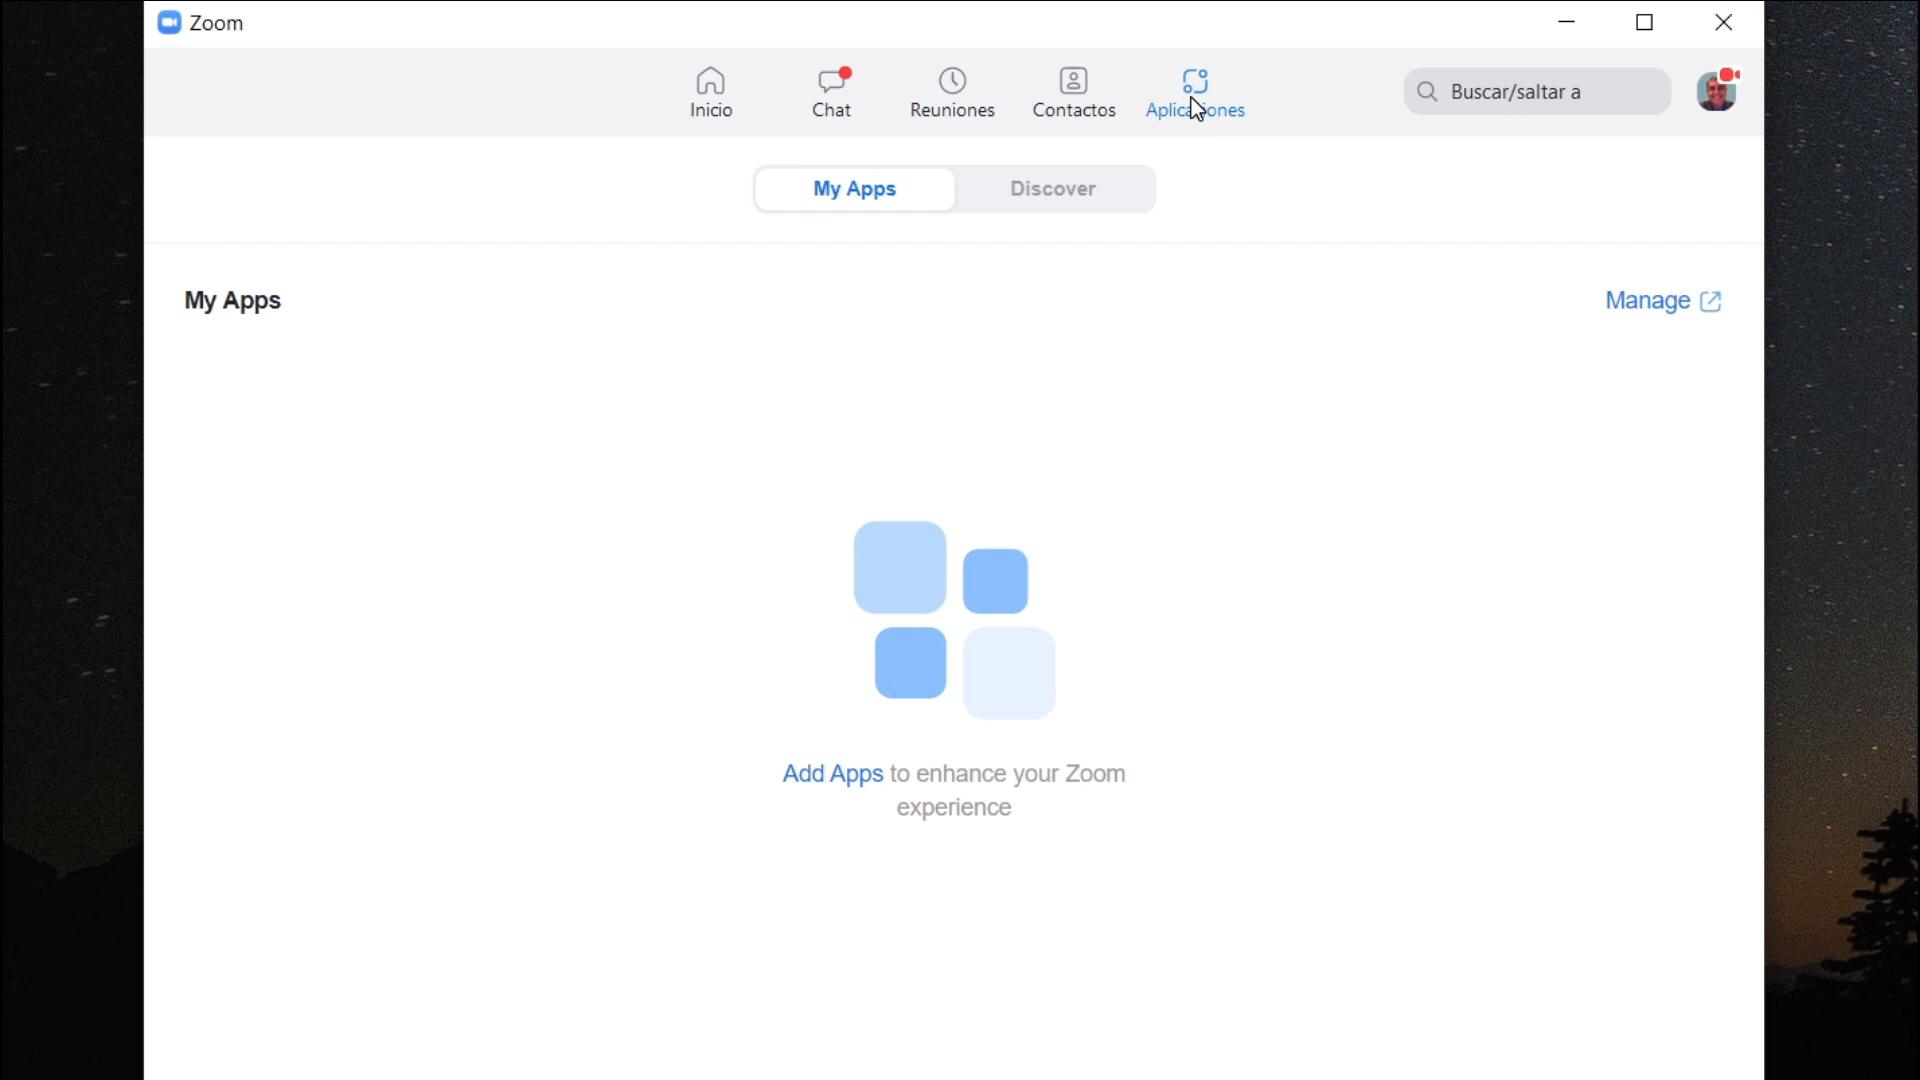 Zoom
Inicio
Chat
Reuniones
Contactos
Aplicaciones
Buscar/saltar a
My Apps
Discover
My Apps
Manage
Add Apps to enhance your Zoom
experience